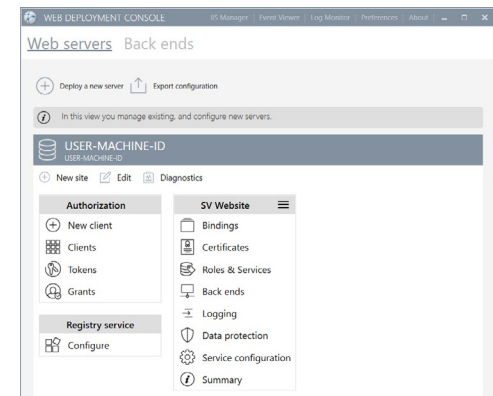 WEB DEPLOYMENT CONSOLE IIS Manager | Event Viewer | Log Monitor | Preferences | About |
Web servers Back ends
Deploy a new server Export configuration
In this view you manage existing, and configure new servers.
USER-MACHINE-ID
USER-MACHINE-ID
New site Edit Diagnostics
Authorization
New client
Clients
Tokens
Grants
Registry service
Configure
SV Website
Bindings
Certificates
Roles & Services
Back ends
Logging
Data protection
Service configuration
Summary